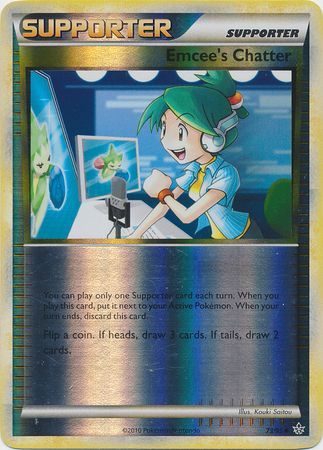 SUPPORTER
SUPPORTER
Emcee's Chatter
You can play only one Supporter card each turn. When you
play this card, put it next to your Active Pokémon. When your
turn ends, discard this card.
Flip a coin. If heads, draw 3 cards. If tails, draw 2
cards.
Illus. Kouki Saitou
©2010 Pokémon/Nintendo